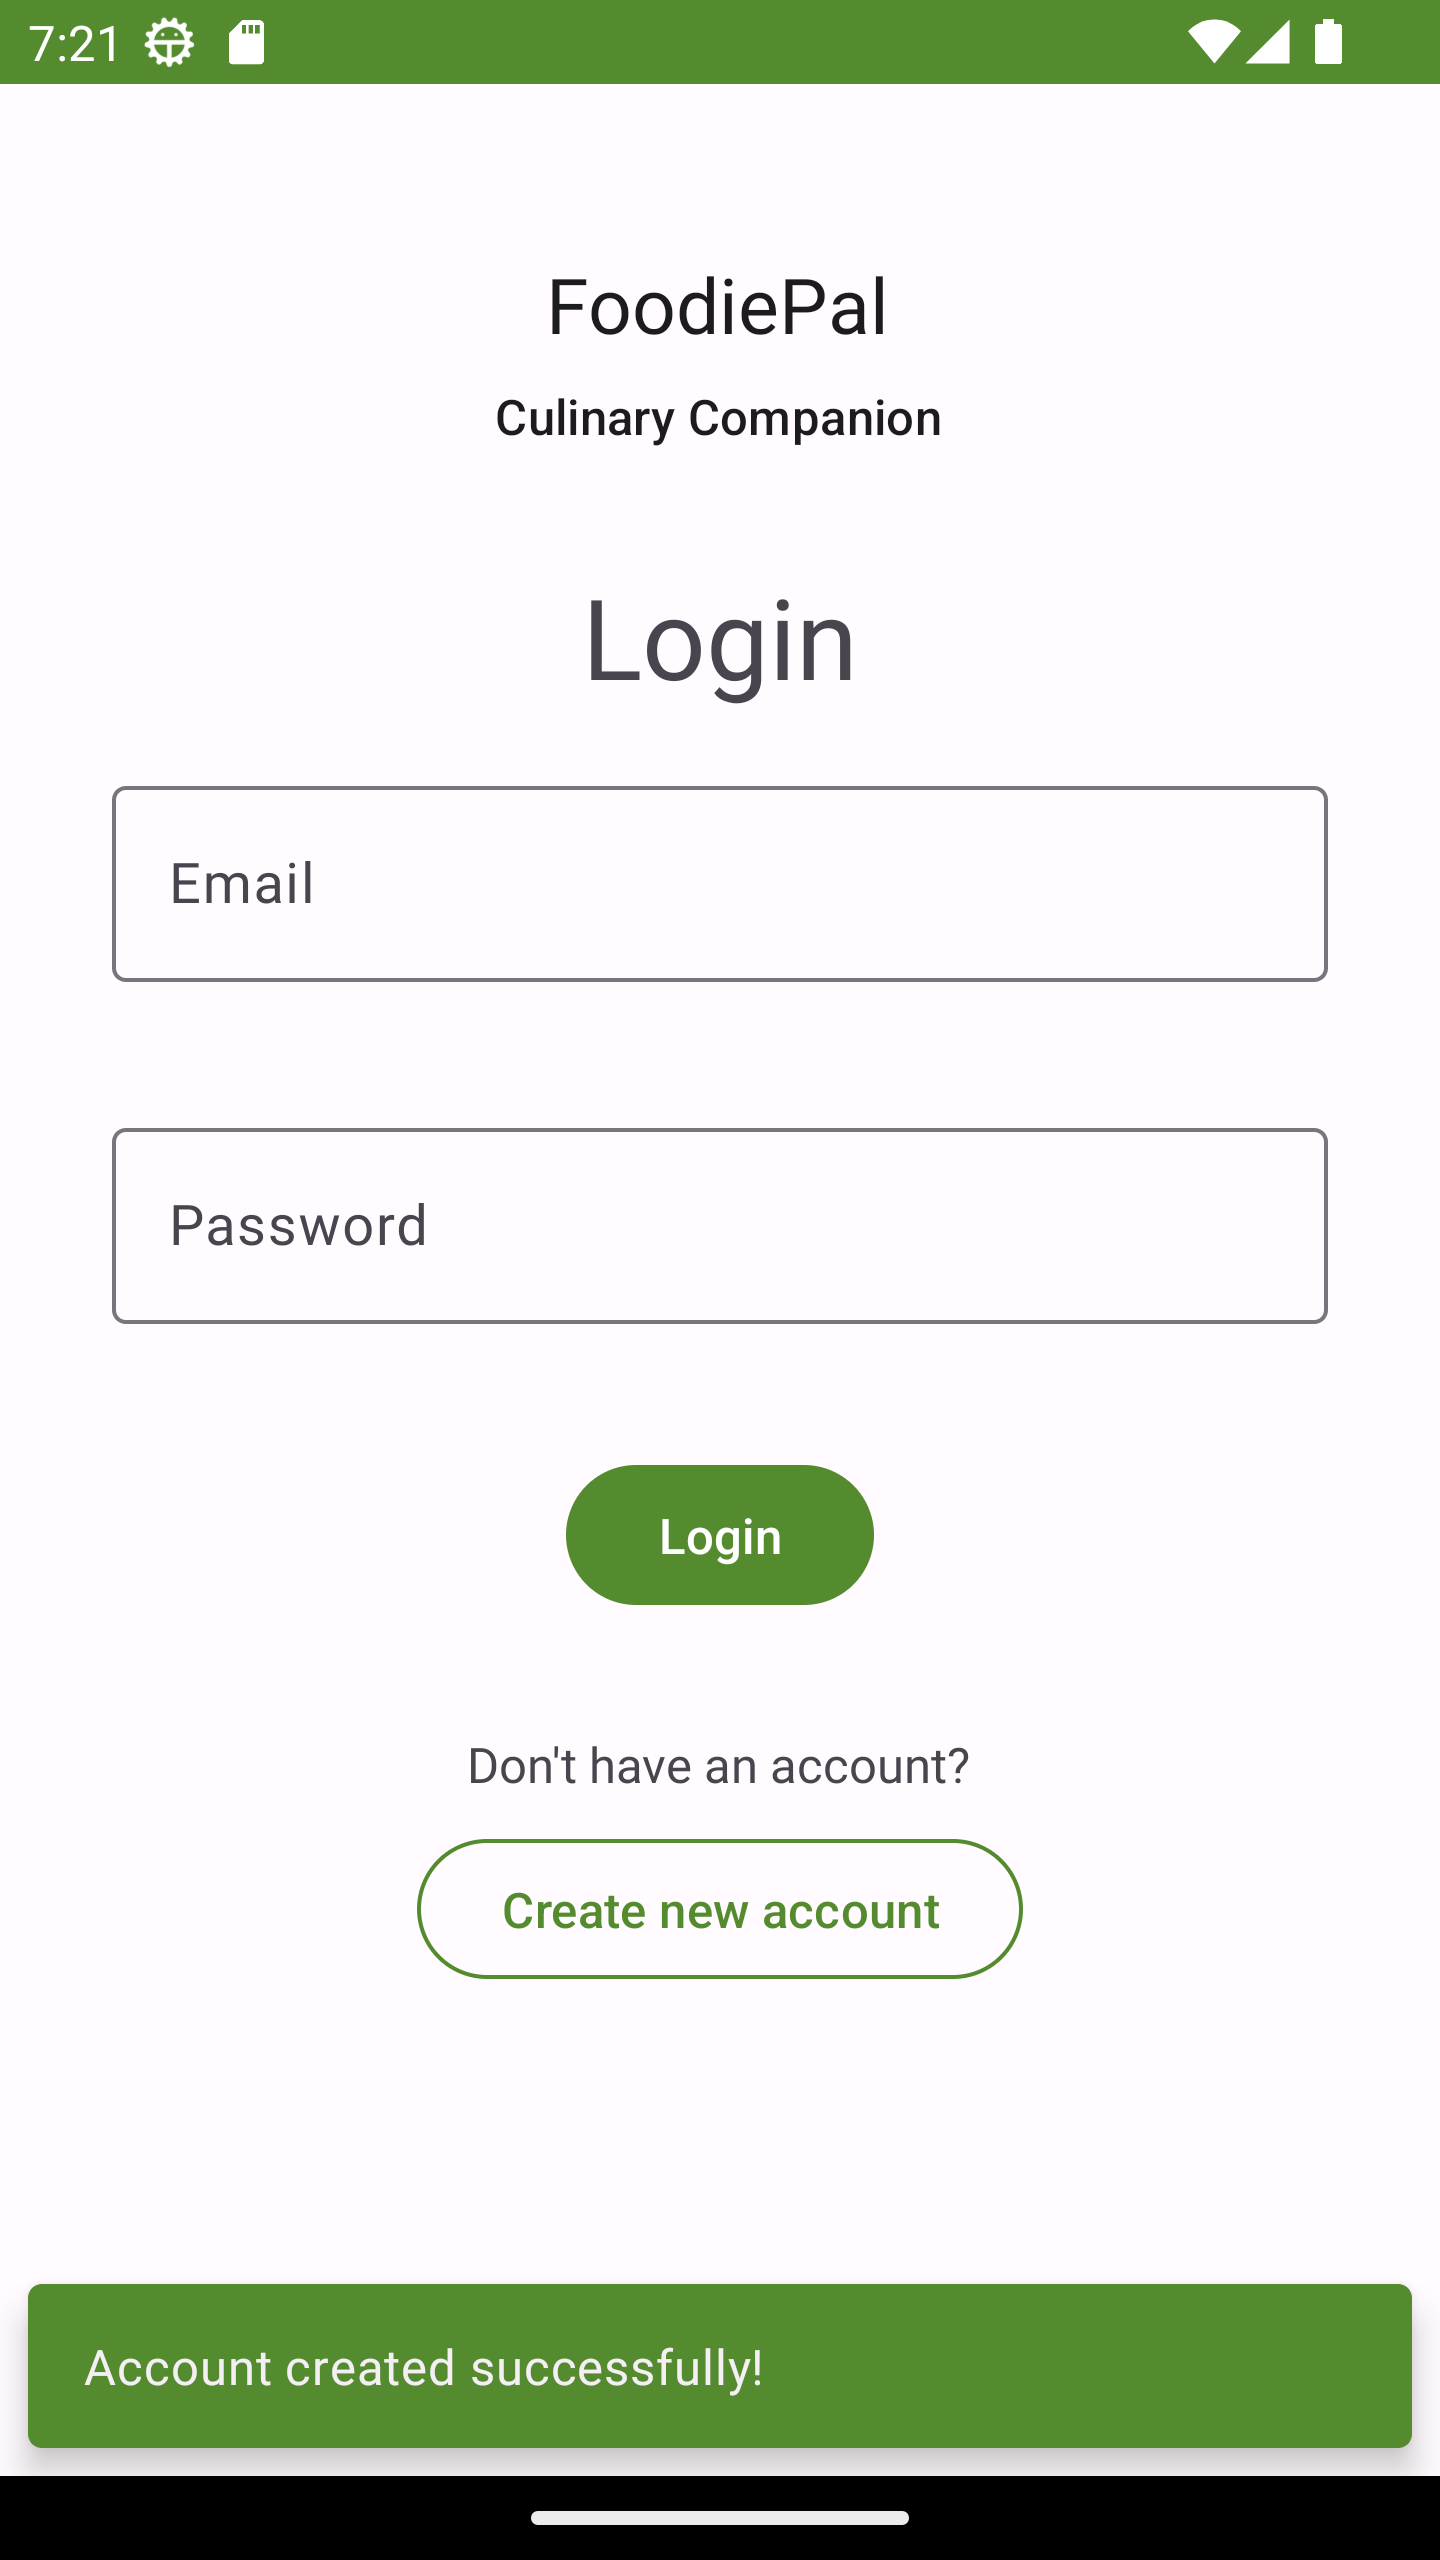 7:21
FoodiePal
Culinary Companion
Login
Email
Password
Login
Don't have an account?
Create new account
Account created successfully!